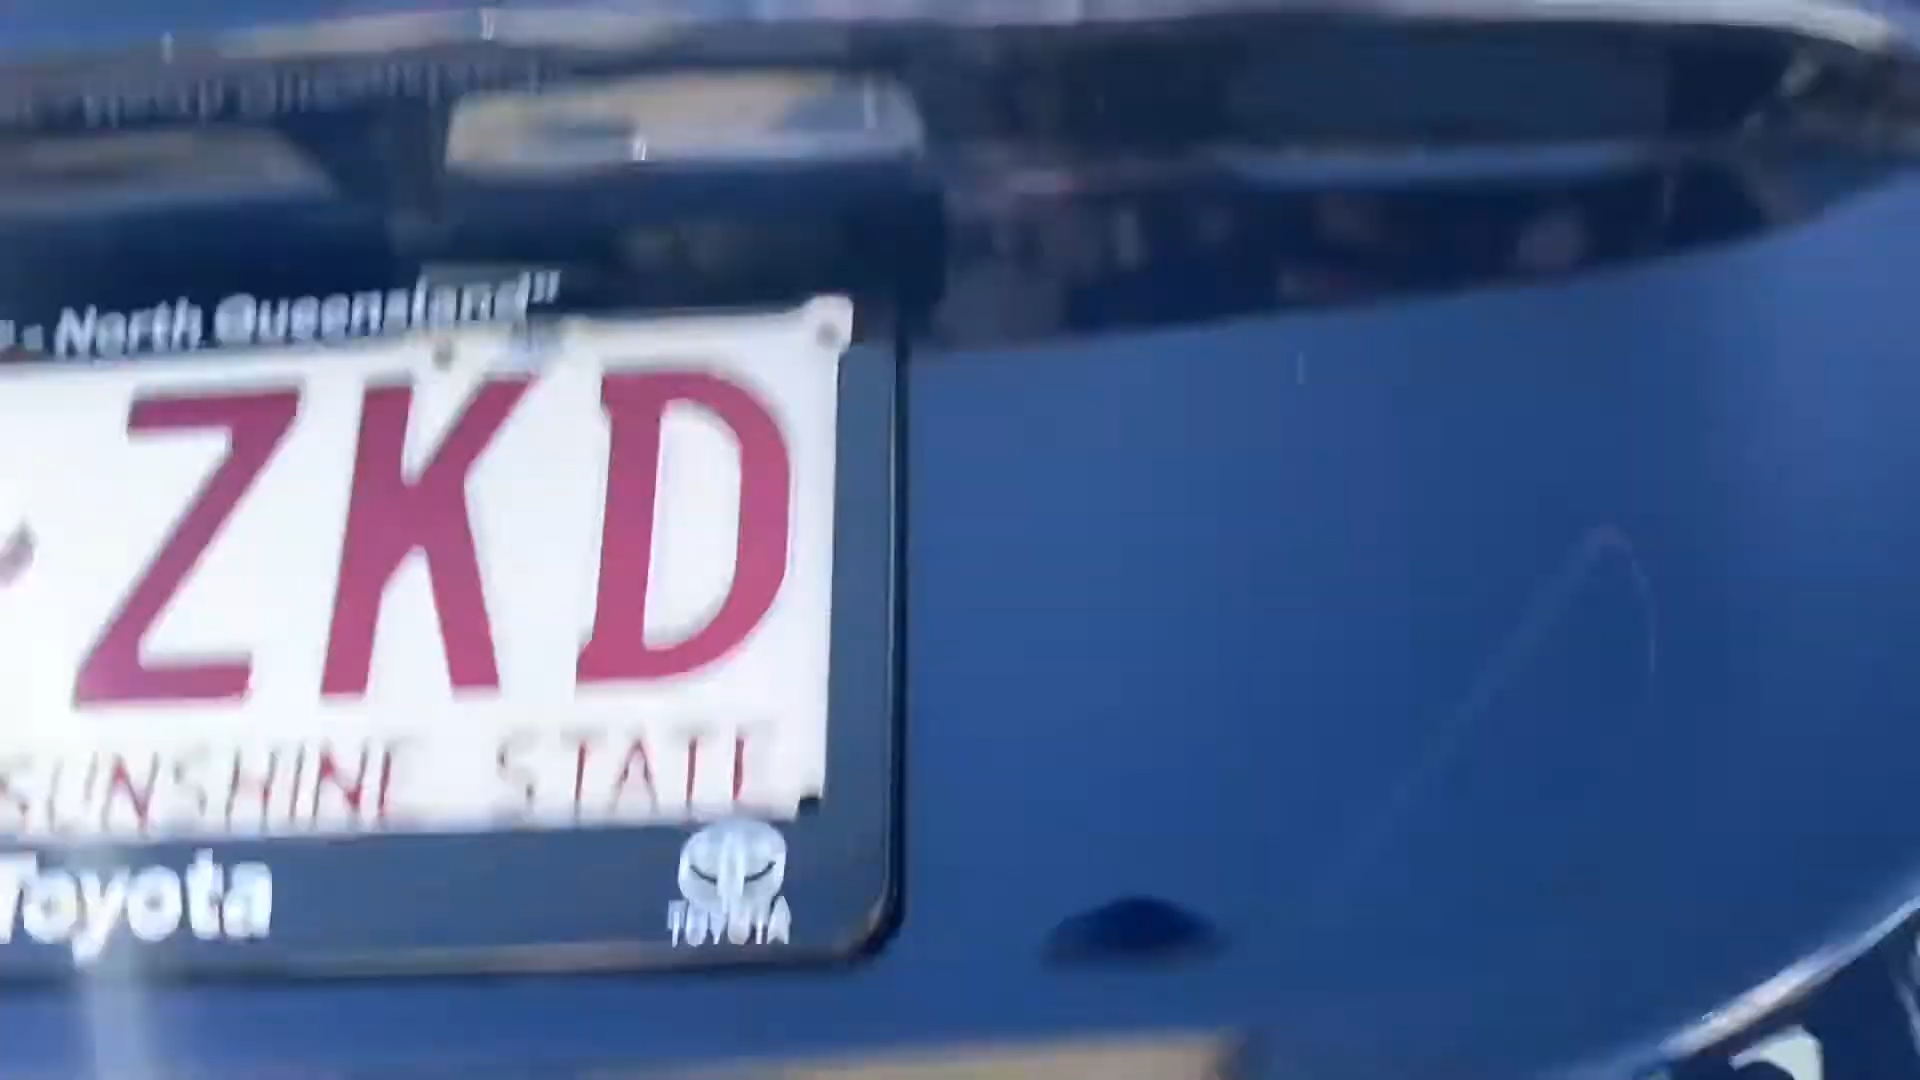 - North Queensland"
ZKD
SUNSHINE STATE
Toyota
TOYOTA